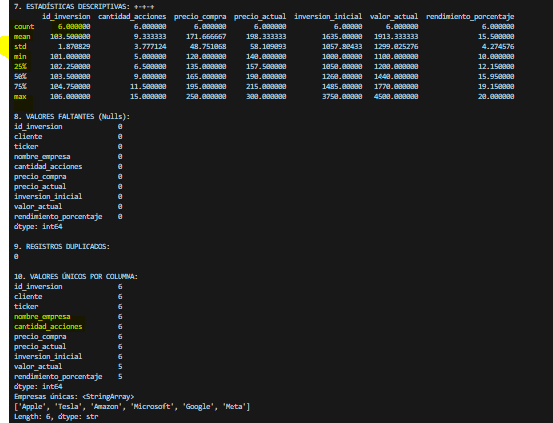 7. ESTADÍSTICAS DESCRIPTIVAS: +-+-+
id_inversion cantidad_acciones precio_compra precio_actual inversion_inicial valor_actual rendimiento_porcentaje
count 6.000000 6.000000 6.000000 6.000000 6.000000 6.000000 6.000000
mean 103.500000 9.333333 171.666667 198.333333 1635.00000 1913.333333 15.500000
std 1.870829 3.777124 48.751068 58.109093 1057.80433 1299.025276 4.274576
min 101.000000 5.000000 120.000000 140.000000 1000.00000 1100.000000 10.000000
25% 102.250000 6.500000 135.000000 157.500000 1050.00000 1200.000000 12.150000
50% 103.500000 9.000000 165.000000 190.000000 1260.00000 1440.000000 15.950000
75% 104.750000 11.500000 195.000000 215.000000 1485.00000 1770.000000 19.150000
max 106.000000 15.000000 250.000000 300.000000 3750.00000 4500.000000 20.000000
8. VALORES FALTANTES (Nulls):
id_inversion 0
cliente 0
ticker 0
nombre_empresa 0
cantidad_acciones 0
precio_compra 0
precio_actual 0
inversion_inicial 0
valor_actual 0
rendimiento_porcentaje 0
dtype: int64
9. REGISTROS DUPLICADOS:
0
10. VALORES ÚNICOS POR COLUMNA:
id_inversion 6
cliente 6
ticker 6
nombre_empresa 6
cantidad_acciones 6
precio_compra 6
precio_actual 6
inversion_inicial 6
valor_actual 5
rendimiento_porcentaje 5
dtype: int64
Empresas únicas: <StringArray>
['Apple', 'Tesla', 'Amazon', 'Microsoft', 'Google', 'Meta']
Length: 6, dtype: str